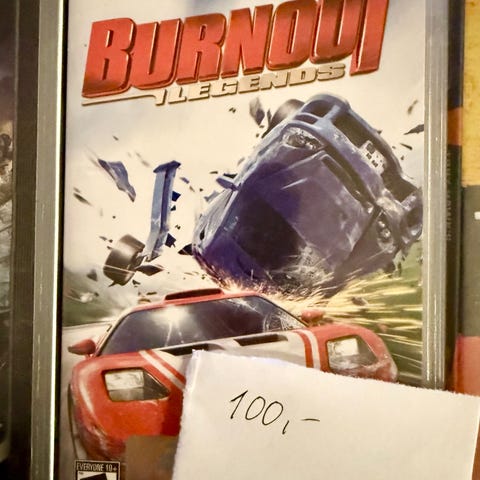 BURNOUT
LEGENDS
100,-
EVERYONE 10+